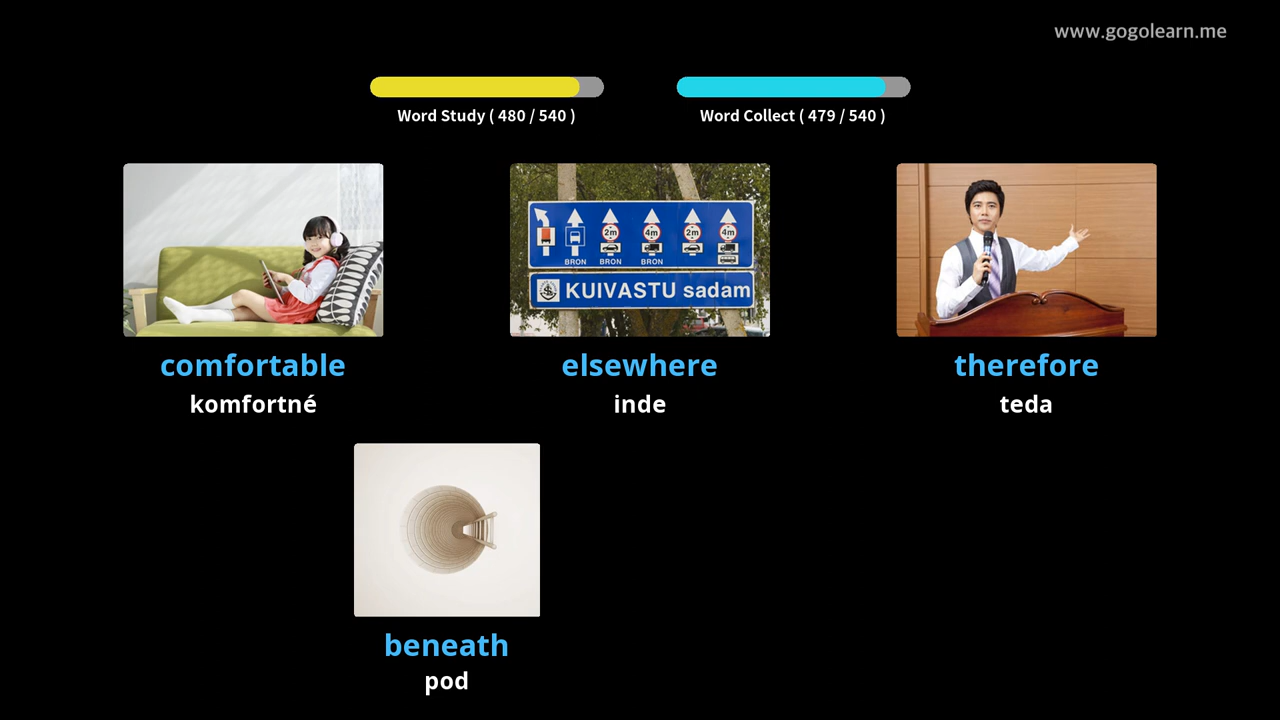 www.gogolearn.me
Word Study ( 480 / 540 )
Word Collect ( 479 / 540 )
BRON
BRON
BRON
2m
4m
2m
4m
KUIVASTU sadam
comfortable
elsewhere
therefore
komfortné
inde
teda
beneath
pod